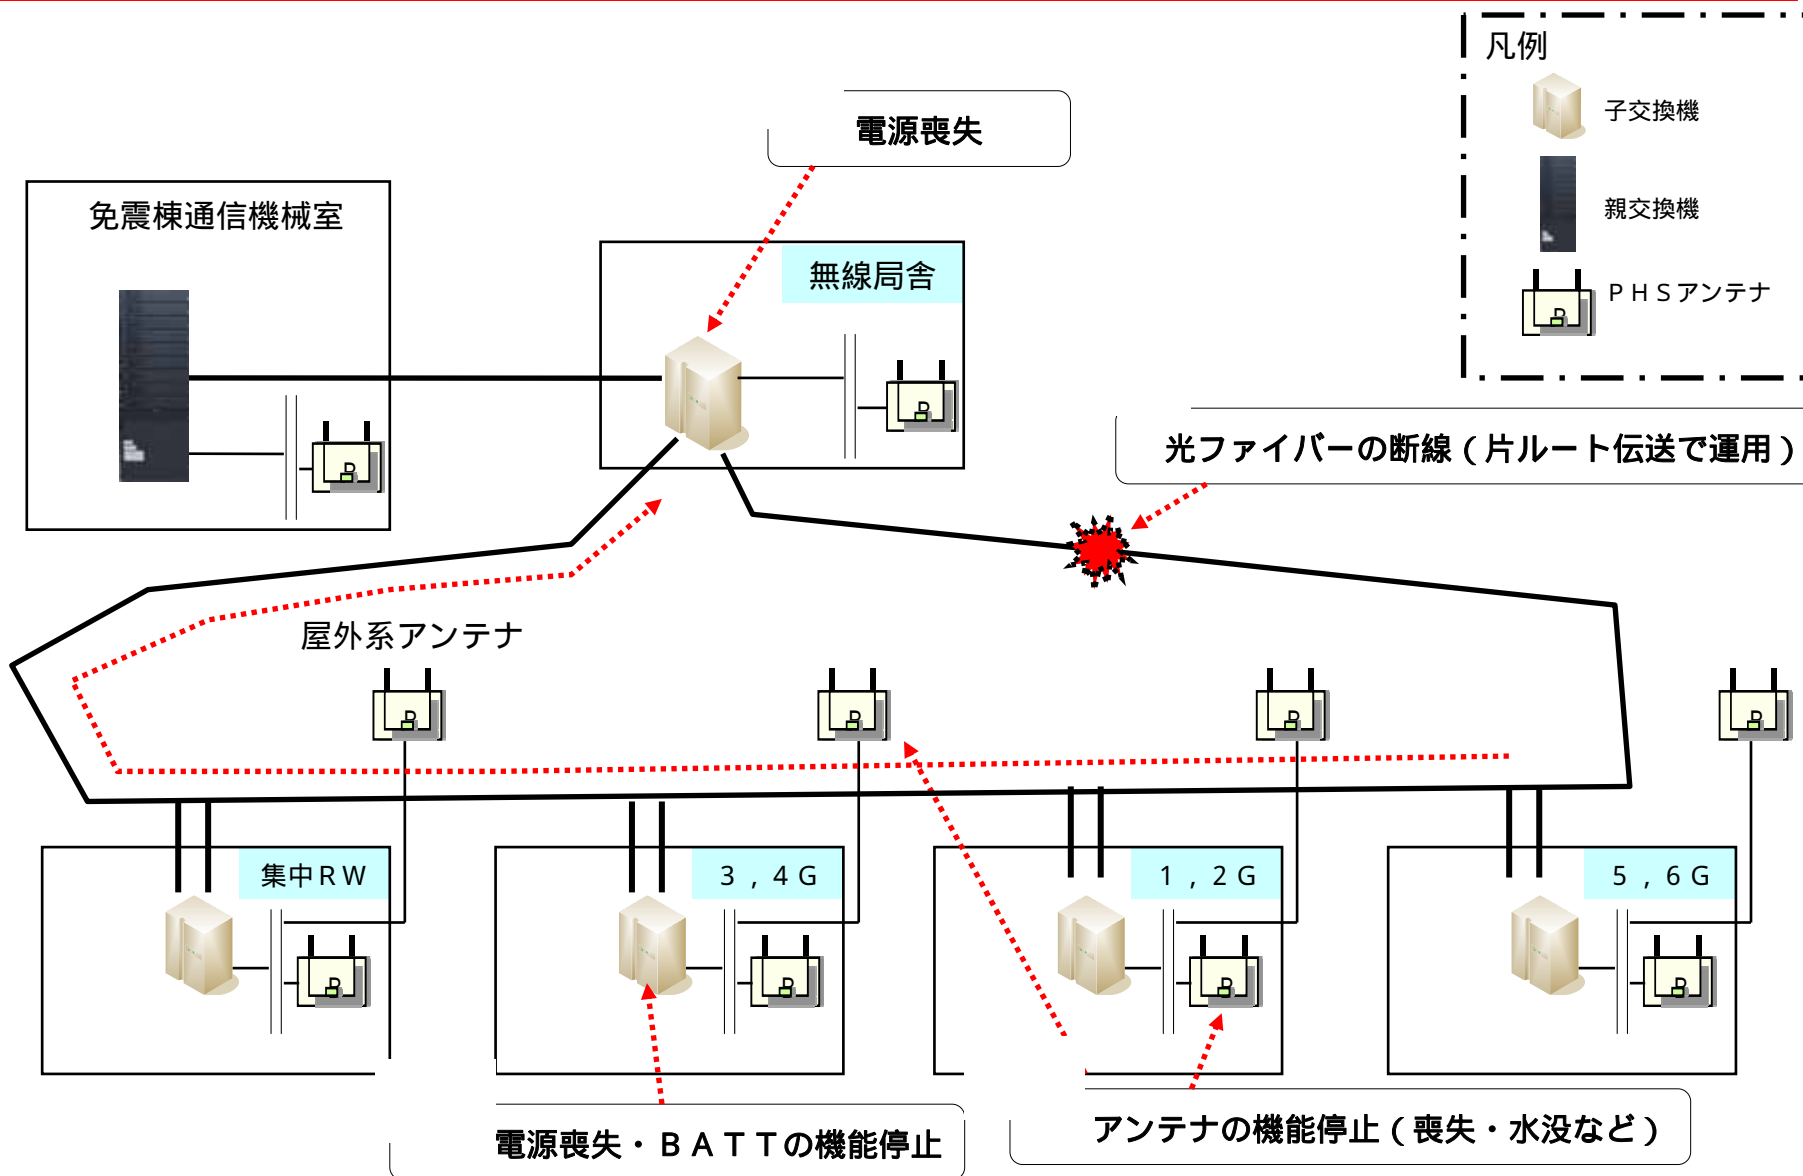 凡例
子交換機
親交換機
PHSアンテナ
電源喪失
免震棟通信機械室
無線局舎
光ファイバーの断線(片ルート伝送で運用)
屋外系アンテナ
集中RW
3,4G
1,2G
5,6G
電源喪失・BATTの機能停止
アンテナの機能停止(喪失・水没など)